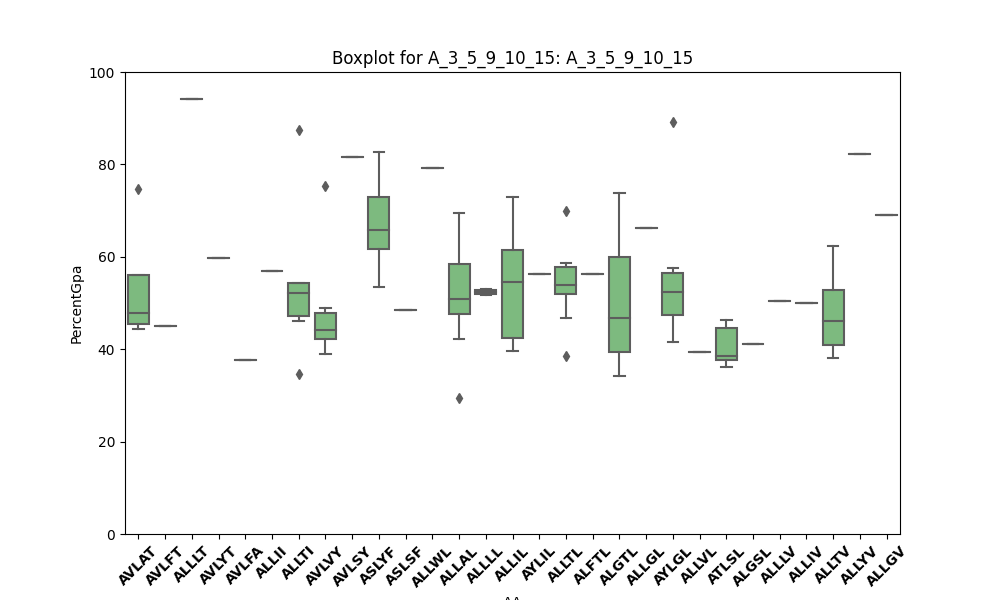 Boxplot for A_3_5_9_10_15: A_3_5_9_10_15
PercentGpa
100
80
60
40
20
0
AVLAT
AVLFT
ALLLT
AVLYT
AVLFA
ALLII
ALLTI
AVLVY
AVLSY
ASLYF
ASLSF
ALLWL
ALLAL
ALLLL
ALLIL
AYLIL
ALLTL
ALFTL
ALGTL
ALLGL
AYLGL
ALLVL
ATLSL
ALGSL
ALLLV
ALLIV
ALLTV
ALLYV
ALLGV